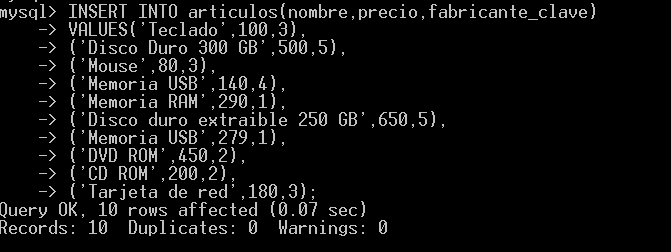 mysql> INSERT INTO articulos(nombre,precio,fabricante_clave)
-> VALUES('Teclado',100,3),
-> ('Disco Duro 300 GB',500,5),
-> ('Mouse',80,3),
-> ('Memoria USB',140,4),
-> ('Memoria RAM',290,1),
-> ('Disco duro extraible 250 GB',650,5),
-> ('Memoria USB',279,1),
-> ('DVD ROM',450,2),
-> ('CD ROM',200,2),
-> ('Tarjeta de red',180,3);
Query OK, 10 rows affected (0.07 sec)
Records: 10  Duplicates: 0  Warnings: 0